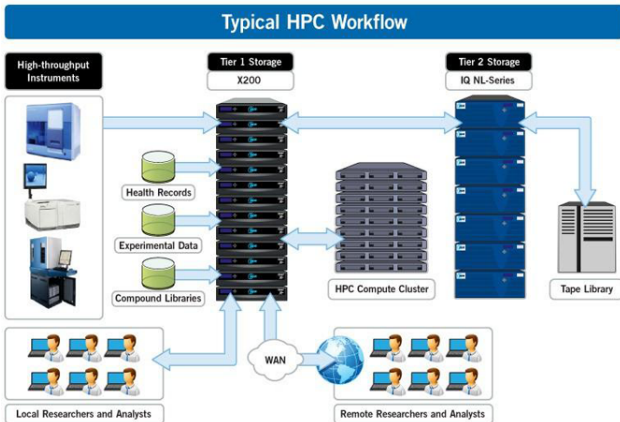 Typical HPC Workflow
High-throughput
Instruments
Tier 1 Storage
X200
Tier 2 Storage
IQ NL-Series
Health Records
Experimental Data
Compound Libraries
HPC Compute Cluster
Tape Library
WAN
Local Researchers and Analysts
Remote Researchers and Analysts